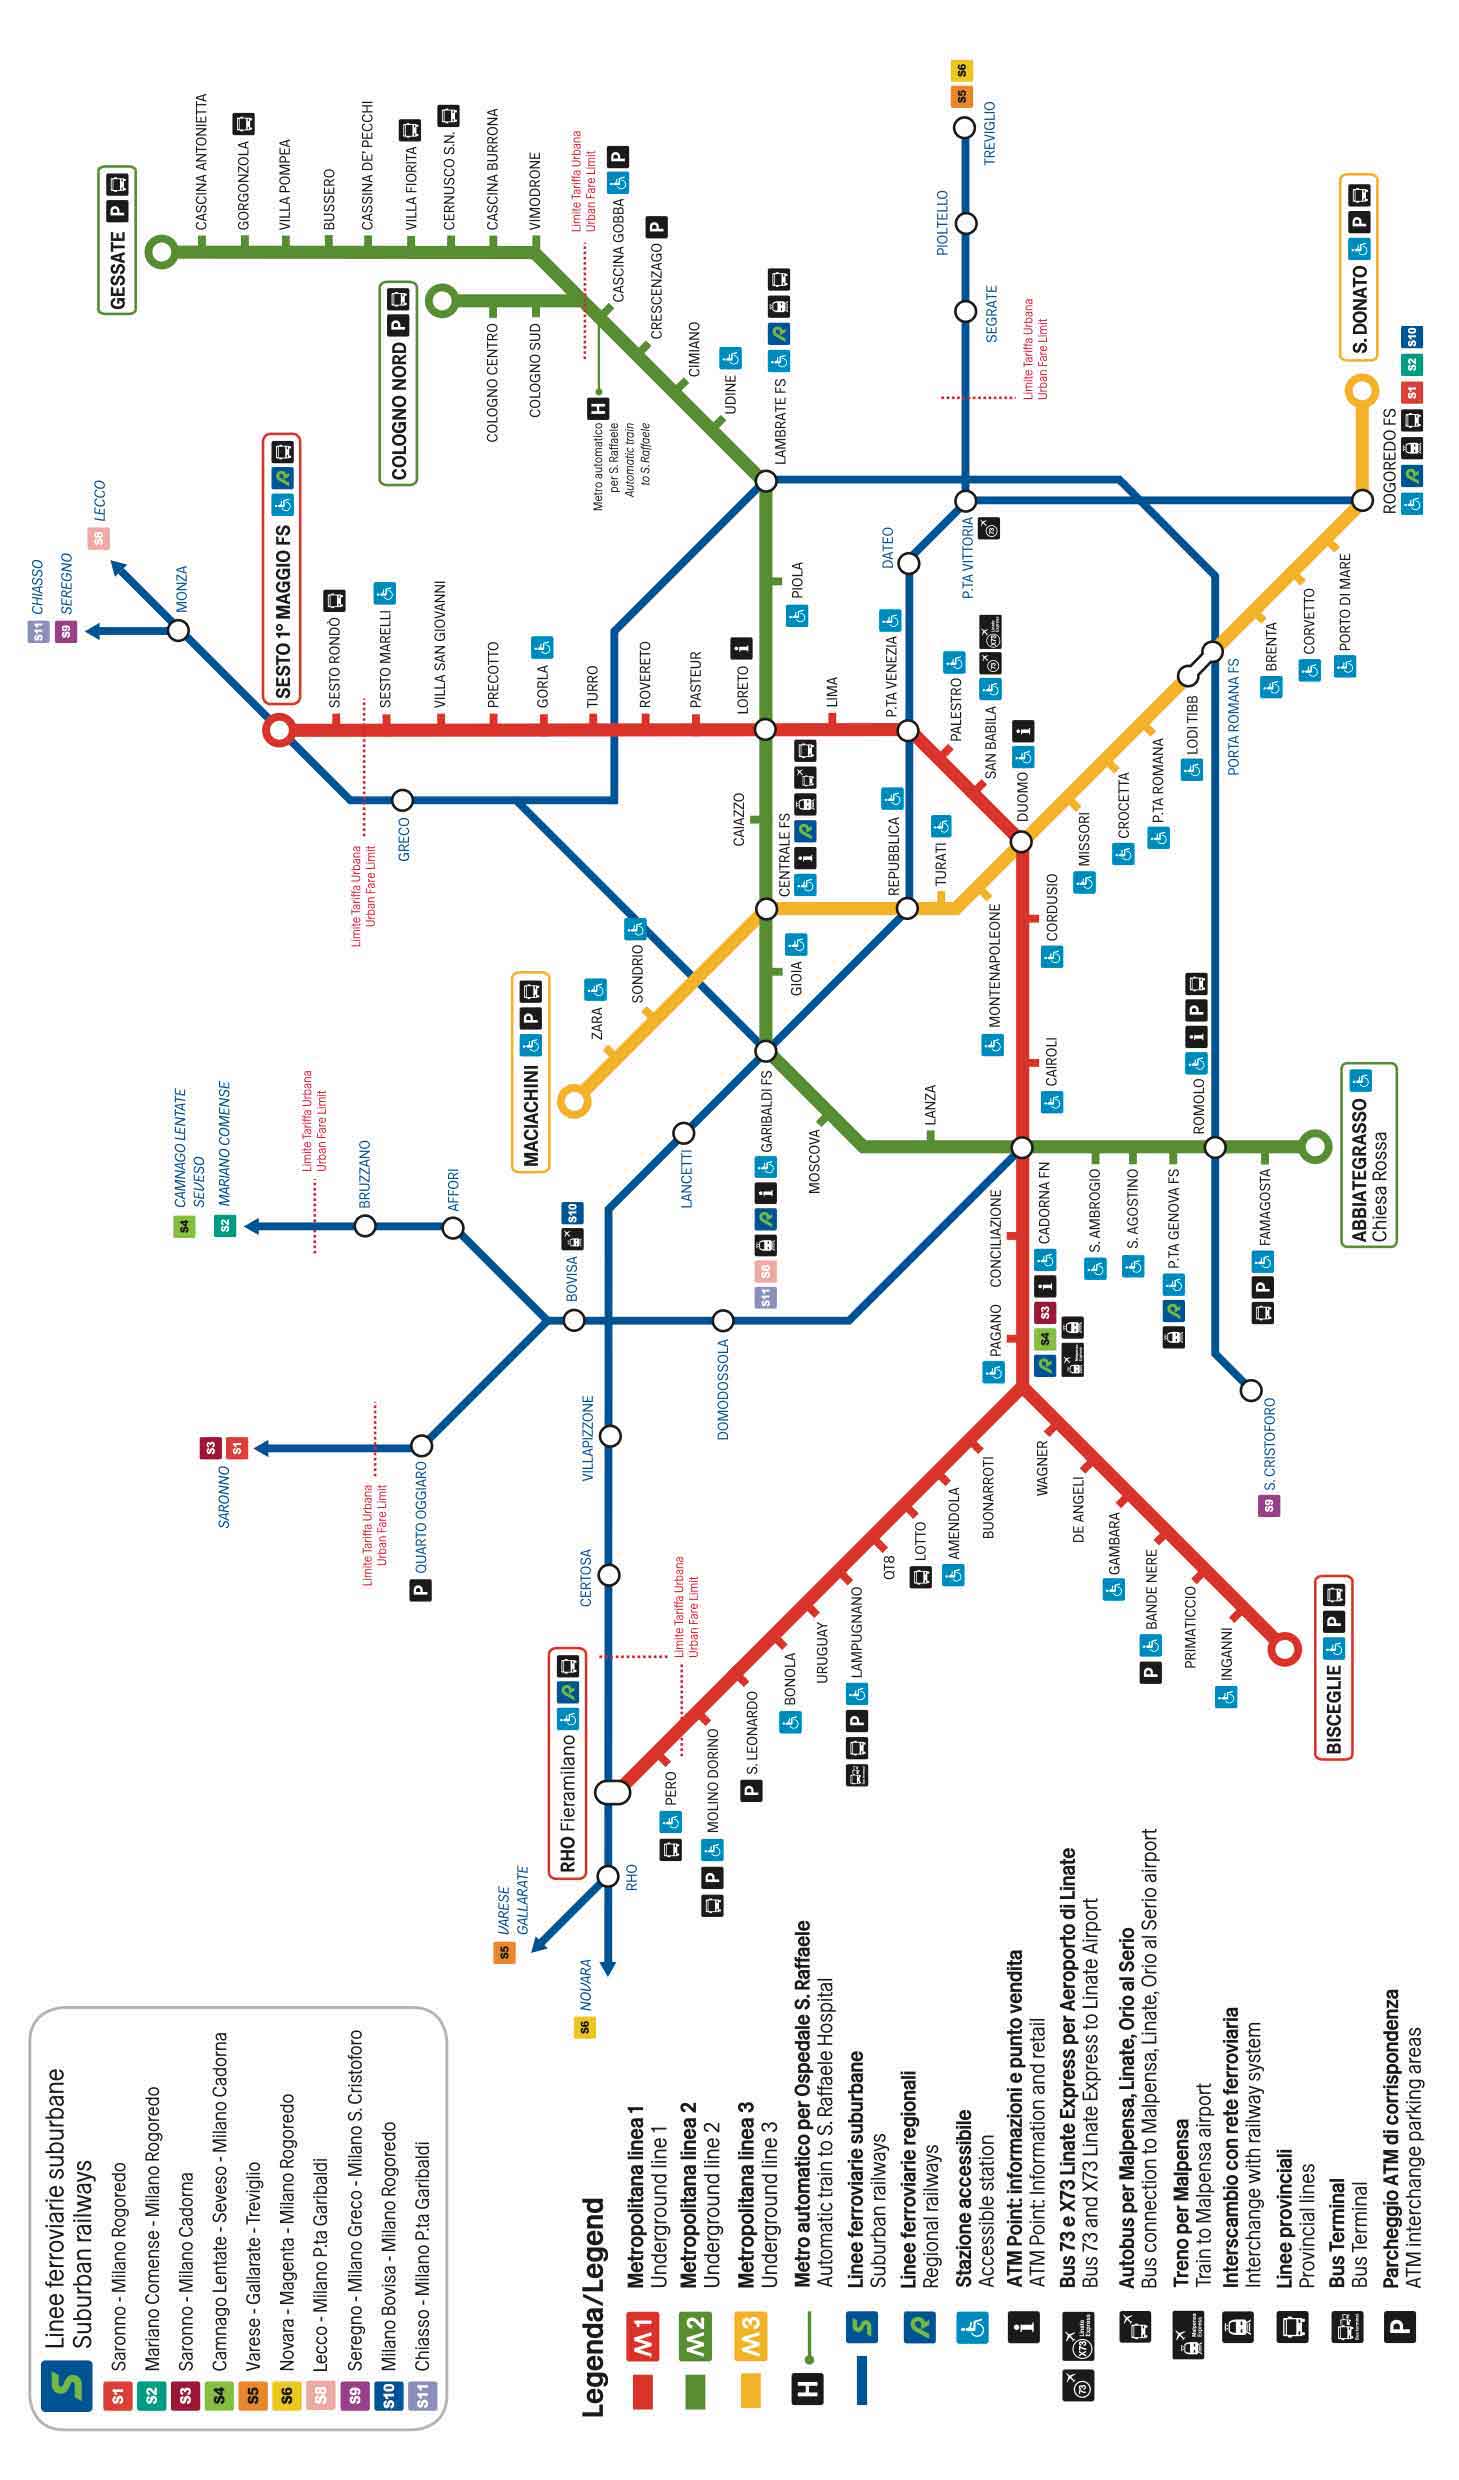 Linee ferroviarie suburbane
Suburban railways
S1 Saronno - Milano Rogoredo
S2 Mariano Comense - Milano Rogoredo
S3 Saronno - Milano Cadorna
S4 Camnago Lentate - Seveso - Milano Cadorna
S5 Varese - Gallarate - Treviglio
S6 Novara - Magenta - Milano Rogoredo
S8 Lecco - Milano P.ta Garibaldi
S9 Seregno - Milano Greco - Milano S. Cristoforo
S10 Milano Bovisa - Milano Rogoredo
S11 Chiasso - Milano P.ta Garibaldi
Legenda/Legend
M1 Metropolitana linea 1
Underground line 1
M2 Metropolitana linea 2
Underground line 2
M3 Metropolitana linea 3
Underground line 3
H Metro automatico per Ospedale S. Raffaele
Automatic train to S. Raffaele Hospital
S Linee ferroviarie suburbane
Suburban railways
R Linee ferroviarie regionali
Regional railways
Stazione accessibile
Accessible station
i ATM Point: informazioni e punto vendita
ATM Point: Information and retail
73 X73 Linate Express Bus 73 e X73 Linate Express per Aeroporto di Linate
Bus 73 and X73 Linate Express to Linate Airport
Autobus per Malpensa, Linate, Orio al Serio
Bus connection to Malpensa, Linate, Orio al Serio airport
Malpensa Express Treno per Malpensa
Train to Malpensa airport
Interscambio con rete ferroviaria
Interchange with railway system
Linee provinciali
Provincial lines
Bus Terminal
Bus Terminal
P Parcheggio ATM di corrispondenza
ATM interchange parking areas
S5 VARESE
GALLARATE
S6 NOVARA
RHO
RHO Fieramilano R
PERO
P MOLINO DORINO
P S. LEONARDO
BONOLA
URUGUAY
P LAMPUGNANO
QT8
LOTTO
AMENDOLA
BUONARROTI
Limite Tariffa Urbana
Urban Fare Limit
CERTOSA
VILLAPIZZONE
SARONNO S3
S1
Limite Tariffa Urbana
Urban Fare Limit
P QUARTO OGGIARO
S4 CAMNAGO LENTATE
SEVESO
S2 MARIANO COMENSE
Limite Tariffa Urbana
Urban Fare Limit
BRUZZANO
AFFORI
BOVISA S10
DOMODOSSOLA
LANCETTI
S11 S8 R i GARIBALDI FS
MOSCOVA
LANZA
PAGANO
CONCILIAZIONE
R S4 S3 i CADORNA FN
Malpensa Express
WAGNER
DE ANGELI
GAMBARA
P BANDE NERE
PRIMATICCIO
INGANNI
BISCEGLIE P
S. AMBROGIO
S. AGOSTINO
R P.TA GENOVA FS
ROMOLO i P
P FAMAGOSTA
ABBIATEGRASSO
Chiesa Rossa
S9 S. CRISTOFORO
MACIACHINI P
ZARA
SONDRIO
GIOIA
CENTRALE FS
i R
CAIAZZO
REPUBBLICA
TURATI
MONTENAPOLEONE
CAIROLI
CORDUSIO
DUOMO i
MISSORI
CROCETTA
P.TA ROMANA
LODI TIBB
PORTA ROMANA FS
BRENTA
CORVETTO
PORTO DI MARE
ROGOREDO FS
R S1 S2 S10
S. DONATO P
S11 CHIASSO
S9 SEREGNO
S8 LECCO
MONZA
GRECO
Limite Tariffa Urbana
Urban Fare Limit
SESTO 1º MAGGIO FS R
SESTO RONDÒ
SESTO MARELLI
VILLA SAN GIOVANNI
PRECOTTO
GORLA
TURRO
ROVERETO
PASTEUR
LORETO i
LIMA
P.TA VENEZIA
PALESTRO
SAN BABILA 73 X73
PIOLA
DATEO
P.TA VITTORIA
73
SEGRATE
PIOLTELLO
TREVIGLIO
S5 S6
Limite Tariffa Urbana
Urban Fare Limit
LAMBRATE FS
R
UDINE
CIMIANO
CRESCENZAGO P
CASCINA GOBBA P
H
Metro automatico
per S. Raffaele
Automatic train
to S. Raffaele
Limite Tariffa Urbana
Urban Fare Limit
COLOGNO NORD P
COLOGNO CENTRO
COLOGNO SUD
GESSATE P
CASCINA ANTONIETTA
GORGONZOLA
VILLA POMPEA
BUSSERO
CASSINA DE' PECCHI
VILLA FIORITA
CERNUSCO S.N.
CASCINA BURRONA
VIMODRONE